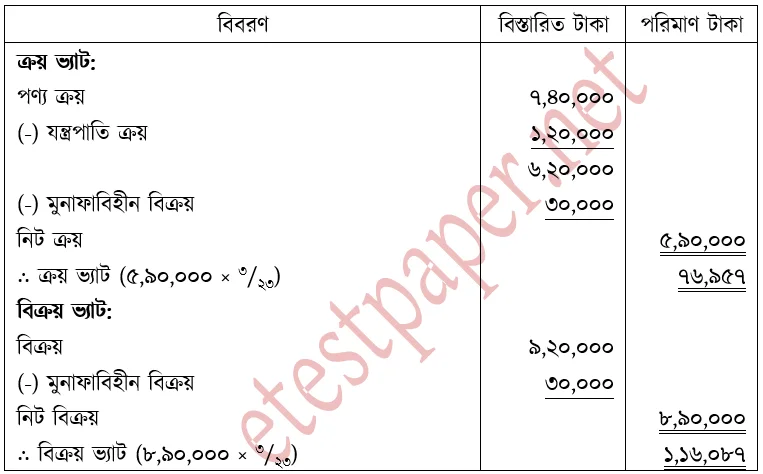 বিবরণ বিস্তারিত টাকা পরিমাণ টাকা
ক্রয় ভ্যাট:
পণ্য ক্রয় ৭,৪০,০০০
(-) যন্ত্রপাতি ক্রয় ১,২০,০০০
৬,২০,০০০
(-) মুনাফাবিহীন বিক্রয় ৩০,০০০
নিট ক্রয় ৫,৯০,০০০
∴ ক্রয় ভ্যাট (৫,৯০,০০০ × ৩/২৩) ৭৬,৯৫৭
বিক্রয় ভ্যাট:
বিক্রয় ৯,২০,০০০
(-) মুনাফাবিহীন বিক্রয় ৩০,০০০
নিট বিক্রয় ৮,৯০,০০০
∴ বিক্রয় ভ্যাট (৮,৯০,০০০ × ৩/২৩) ১,১৬,০৮৭
etestpaper.net